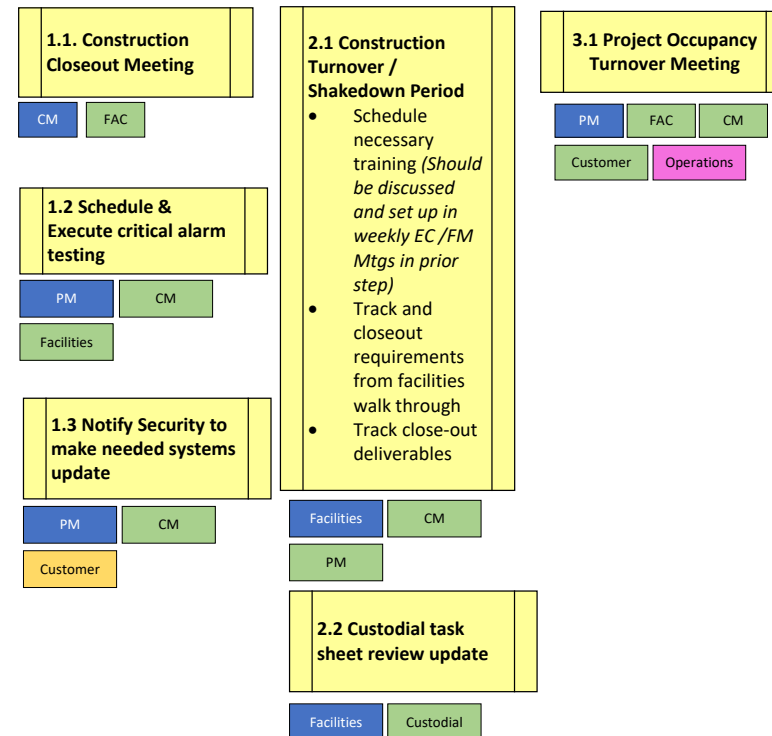 1.1. Construction
Closeout Meeting
CM
FAC
1.2 Schedule &
Execute critical alarm
testing
PM
CM
Facilities
1.3 Notify Security to
make needed systems
update
PM
CM
Customer
2.1 Construction
Turnover /
Shakedown Period
• Schedule
necessary
training (Should
be discussed
and set up in
weekly EC /FM
Mtgs in prior
step)
• Track and
closeout
requirements
from facilities
walk through
• Track close-out
deliverables
Facilities
CM
PM
2.2 Custodial task
sheet review update
Facilities
Custodial
3.1 Project Occupancy
Turnover Meeting
PM
FAC
CM
Customer
Operations